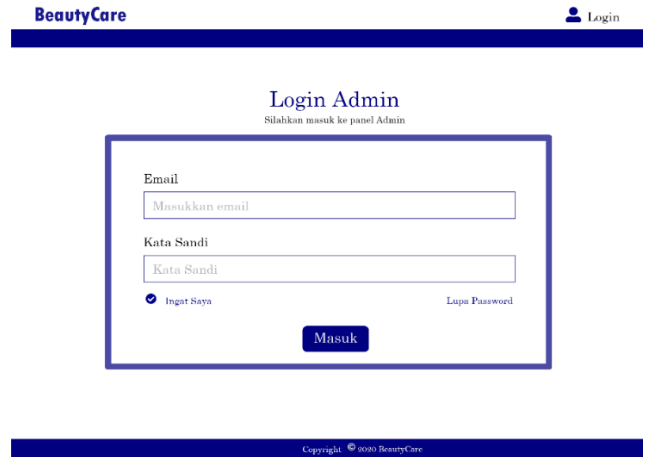 BeautyCare
Login
Login Admin
Silahkan masuk ke panel Admin
Email
Masukkan email
Kata Sandi
Kata Sandi
Ingat Saya
Lupa Password
Masuk
Copyright © 2020 BeautyCare